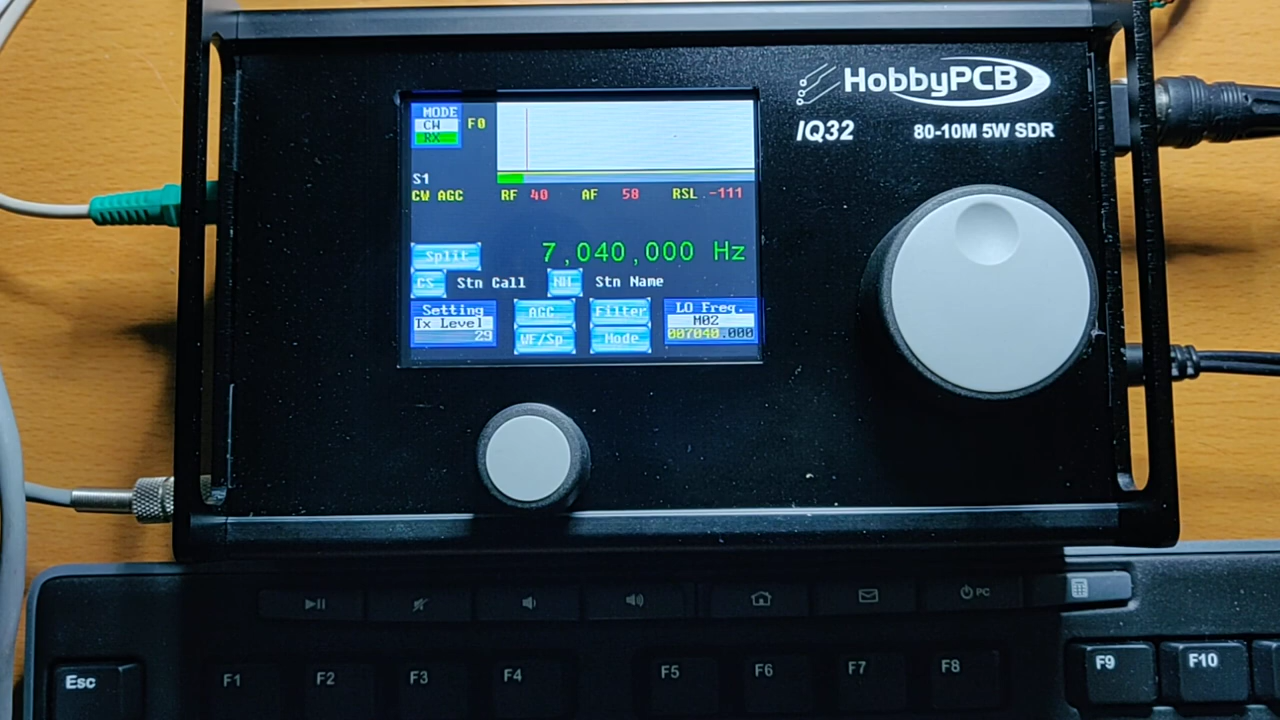 HobbyPCB
IQ32 80-10M 5W SDR
MODE
CW
RX
F0
S1
CW AGC RF 40 AF 58 RSL -111
7,040,000 Hz
Split
CS Stn Call NM Stn Name
Setting
Tx Level
29
AGC
Filter
WF/Sp
Mode
LO Freq.
M02
007040.000
PC
Esc F1 F2 F3 F4 F5 F6 F7 F8 F9 F10